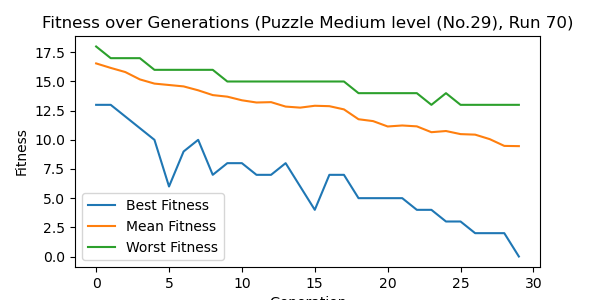 Fitness over Generations (Puzzle Medium level (No.29), Run 70)
Fitness
17.5
15.0
12.5
10.0
7.5
5.0
2.5
0.0
Best Fitness
Mean Fitness
Worst Fitness
0 5 10 15 20 25 30
Generation